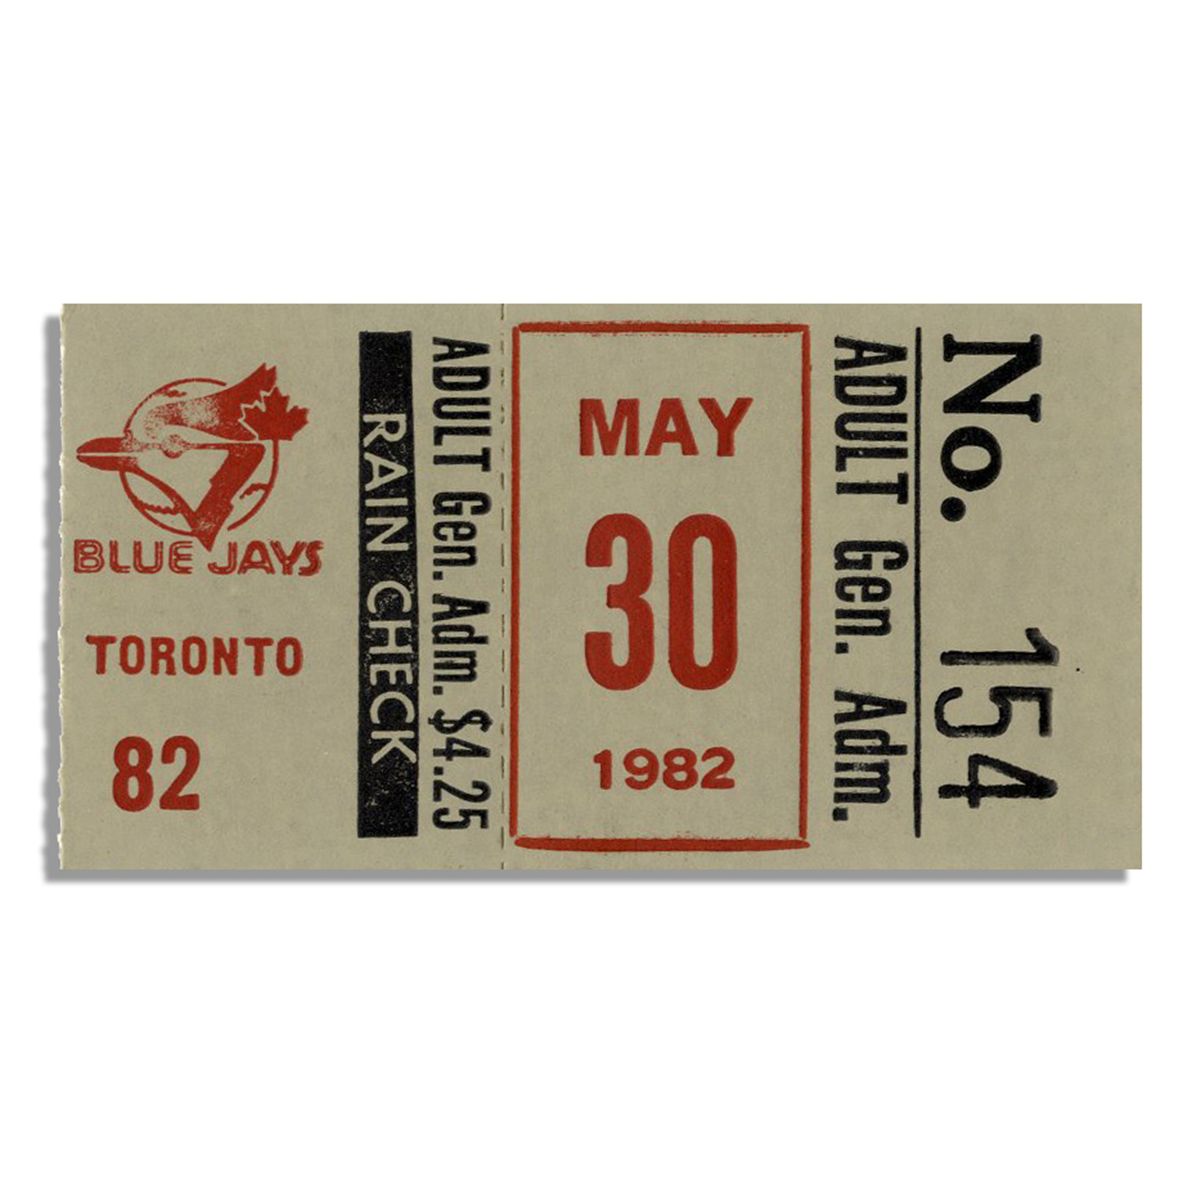 BLUE JAYS
TORONTO
82
RAIN CHECK
ADULT Gen. Adm. $4.25
MAY
30
1982
ADULT Gen. Adm.
No. 154